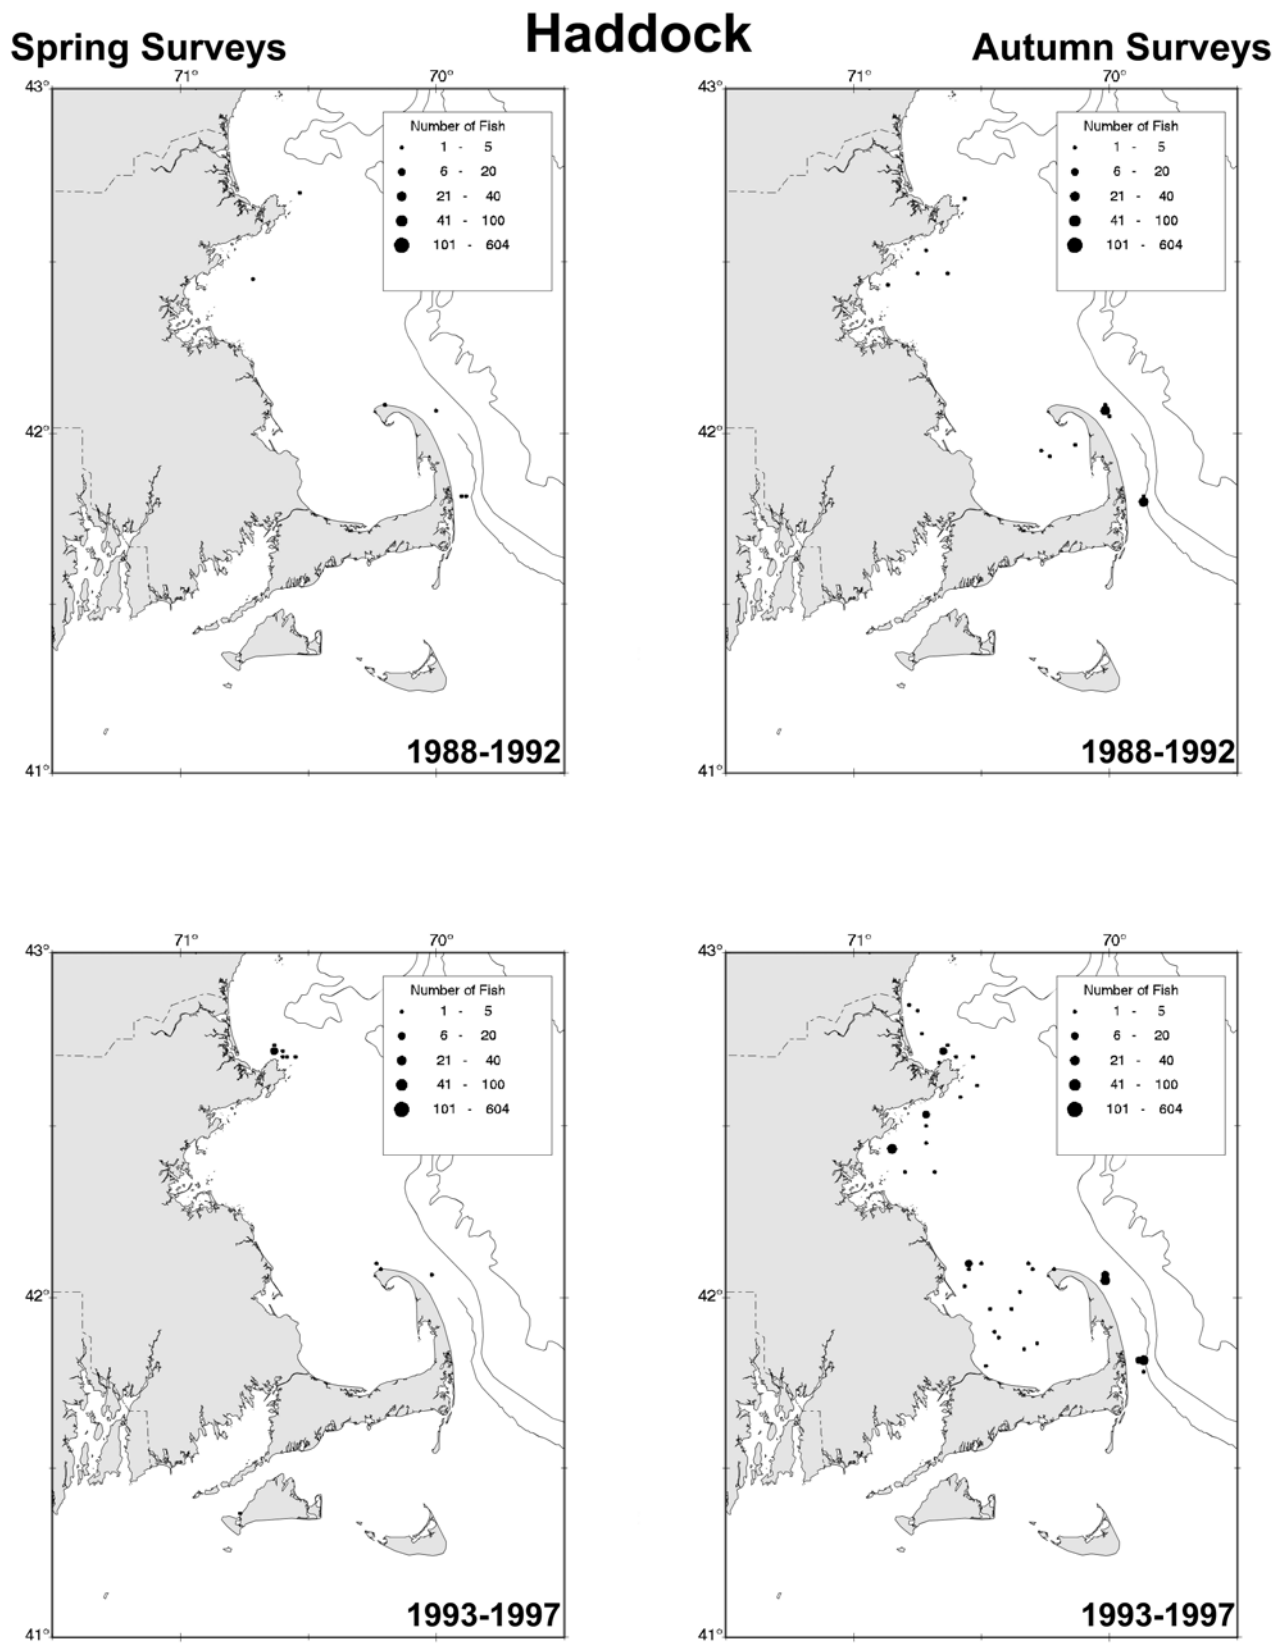 Haddock
Spring Surveys
Autumn Surveys
71° 70°
43°
Number of Fish
1 - 5
6 - 20
21 - 40
41 - 100
101 - 604
42°
41°
1988-1992
71° 70°
43°
Number of Fish
1 - 5
6 - 20
21 - 40
41 - 100
101 - 604
42°
41°
1988-1992
71° 70°
43°
Number of Fish
1 - 5
6 - 20
21 - 40
41 - 100
101 - 604
42°
41°
1993-1997
71° 70°
43°
Number of Fish
1 - 5
6 - 20
21 - 40
41 - 100
101 - 604
42°
41°
1993-1997